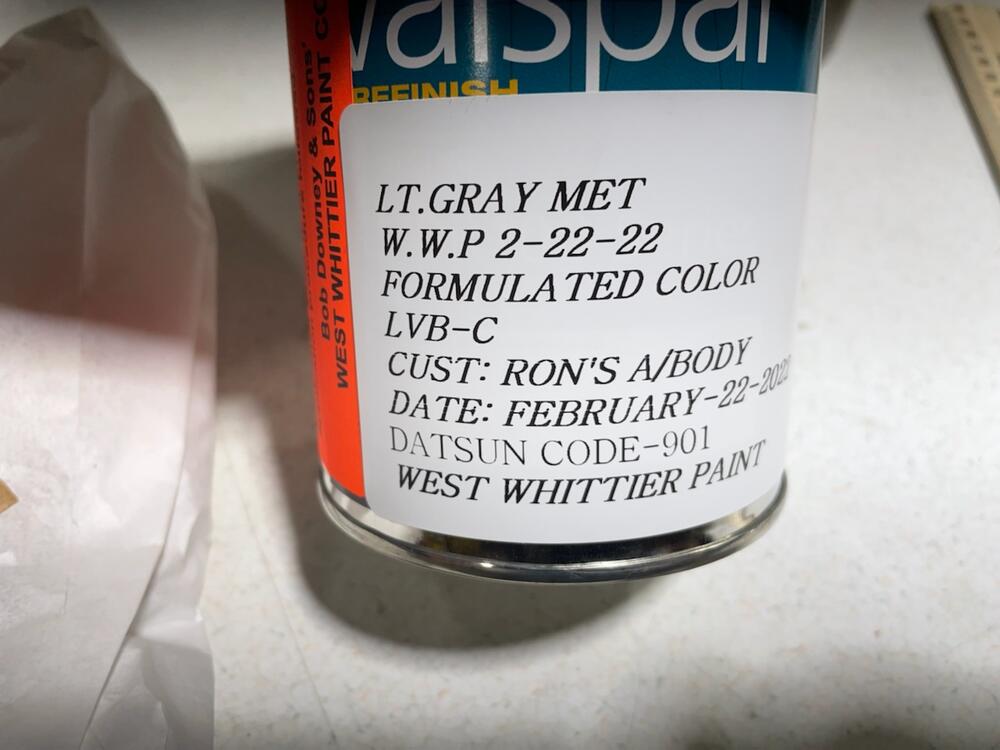 valspar
REFINISH
Bob Downey & Sons'
WEST WHITTIER PAINT CO
LT.GRAY MET
W.W.P 2-22-22
FORMULATED COLOR
LVB-C
CUST: RON'S A/BODY
DATE: FEBRUARY-22-2022
DATSUN CODE-901
WEST WHITTIER PAINT